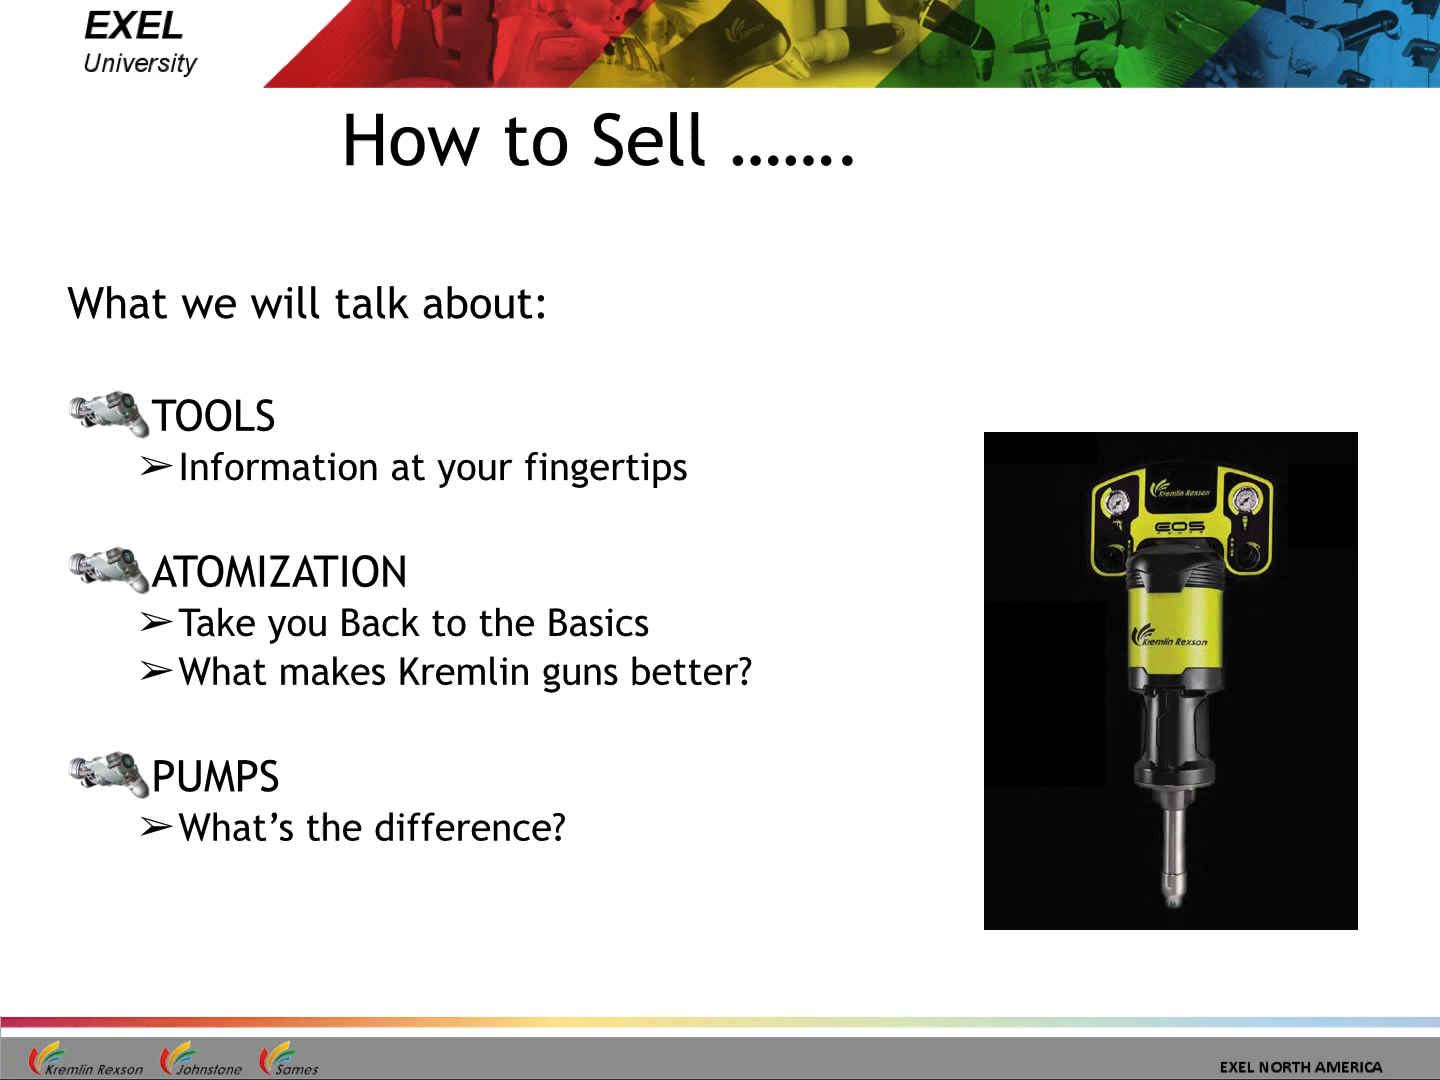 EXEL
University
Sames
How to Sell .......
What we will talk about:
TOOLS
➢Information at your fingertips
ATOMIZATION
➢Take you Back to the Basics
➢What makes Kremlin guns better?
PUMPS
➢What’s the difference?
Kremlin Rexson
EOS
Kremlin Rexson
Kremlin Rexson
Johnstone
Sames
EXEL NORTH AMERICA